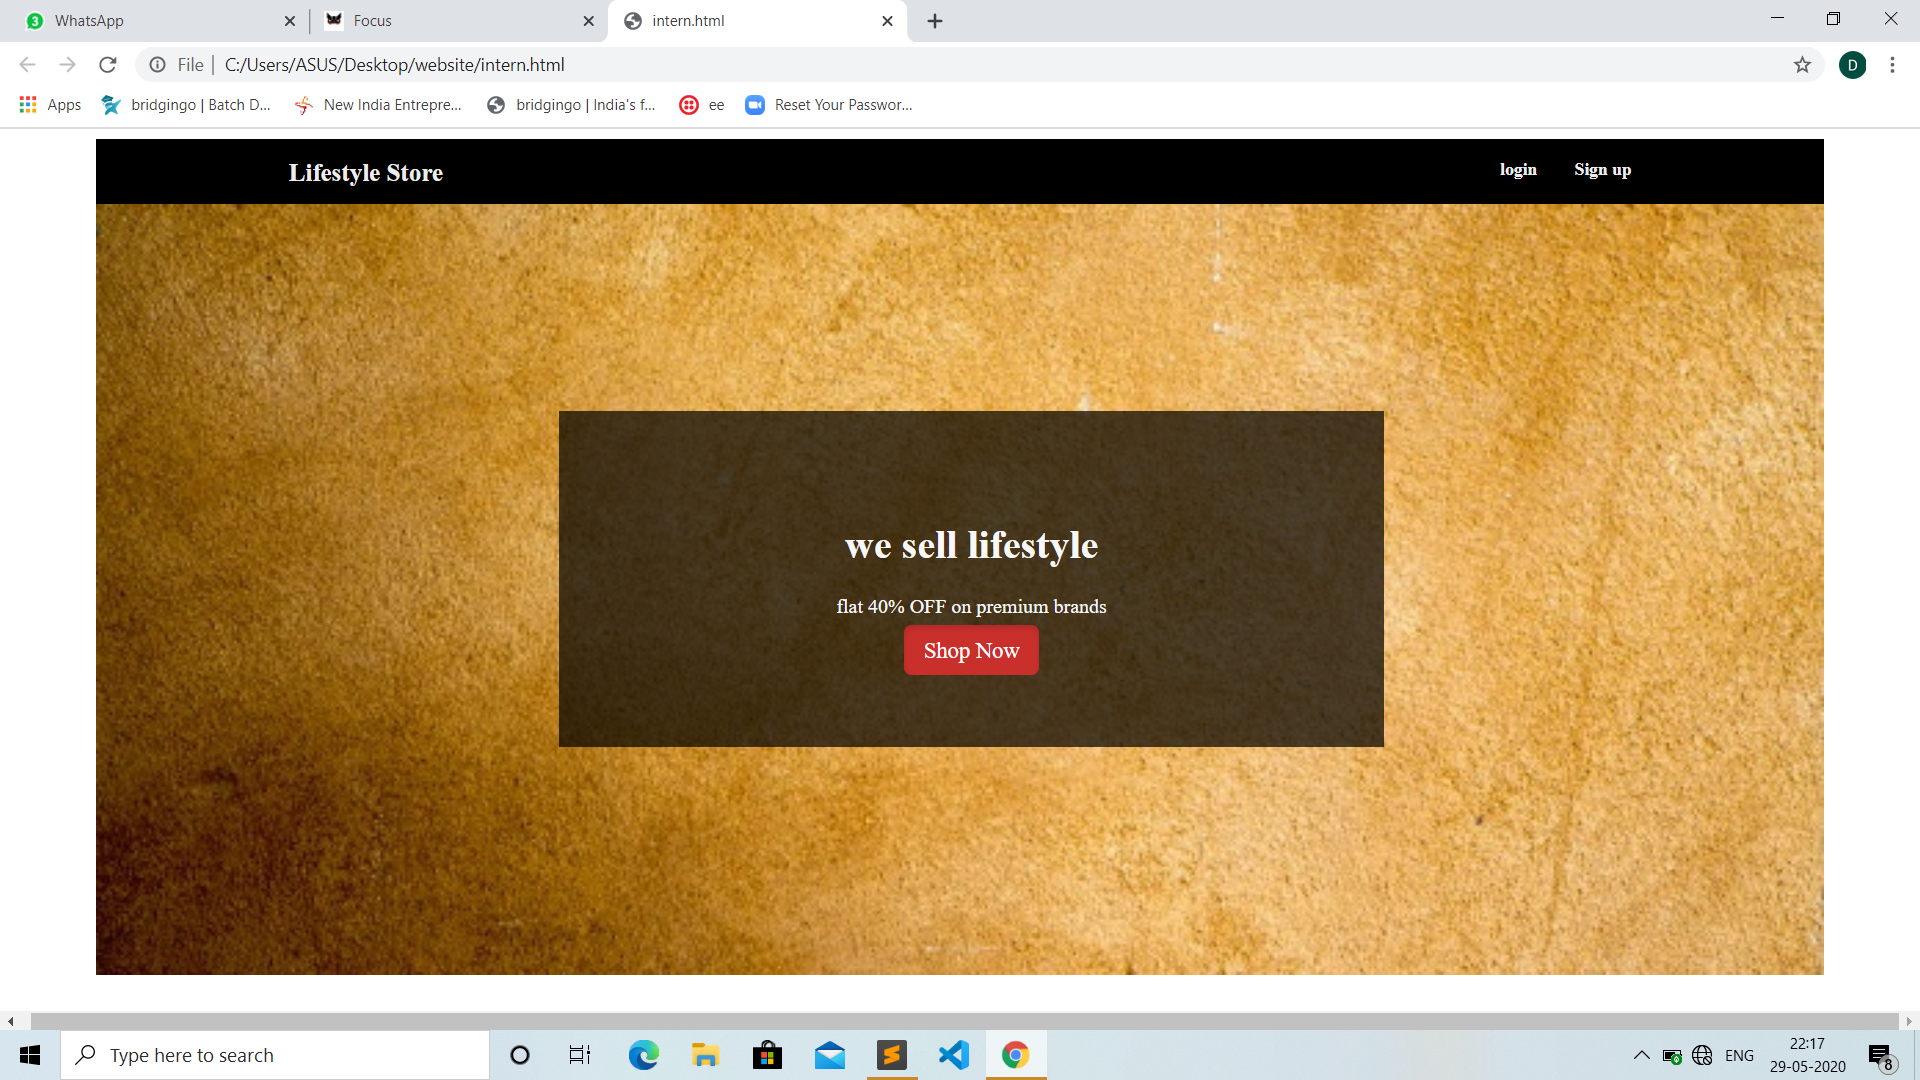 WhatsApp
Focus
intern.html
File | C:/Users/ASUS/Desktop/website/intern.html
D
Apps
bridgingo | Batch D...
New India Entrepre...
bridgingo | India's f...
ee
Reset Your Passwor...
Lifestyle Store
login
Sign up
we sell lifestyle
flat 40% OFF on premium brands
Shop Now
Type here to search
ENG
22:17
29-05-2020
8
3